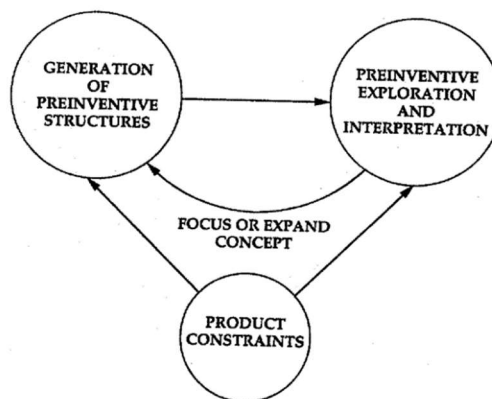 GENERATION
OF
PREINVENTIVE
STRUCTURES
PREINVENTIVE
EXPLORATION
AND
INTERPRETATION
FOCUS OR EXPAND
CONCEPT
PRODUCT
CONSTRAINTS